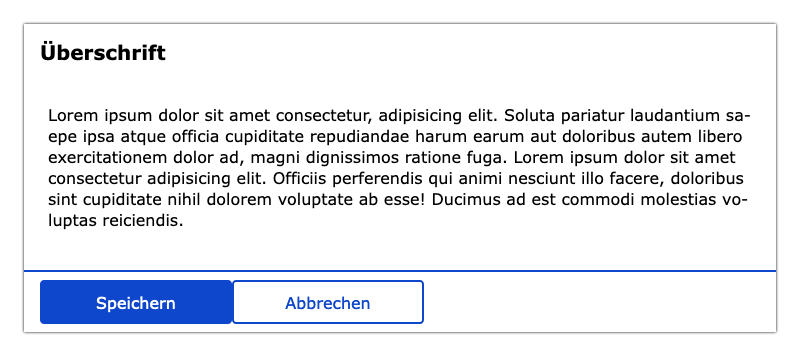 Überschrift
Lorem ipsum dolor sit amet consectetur, adipisicing elit. Soluta pariatur laudantium sa-
epe ipsa atque officia cupiditate repudiandae harum earum aut doloribus autem libero
exercitationem dolor ad, magni dignissimos ratione fuga. Lorem ipsum dolor sit amet
consectetur adipisicing elit. Officiis perferendis qui animi nesciunt illo facere, doloribus
sint cupiditate nihil dolorem voluptate ab esse! Ducimus ad est commodi molestias vo-
luptas reiciendis.
Speichern Abbrechen